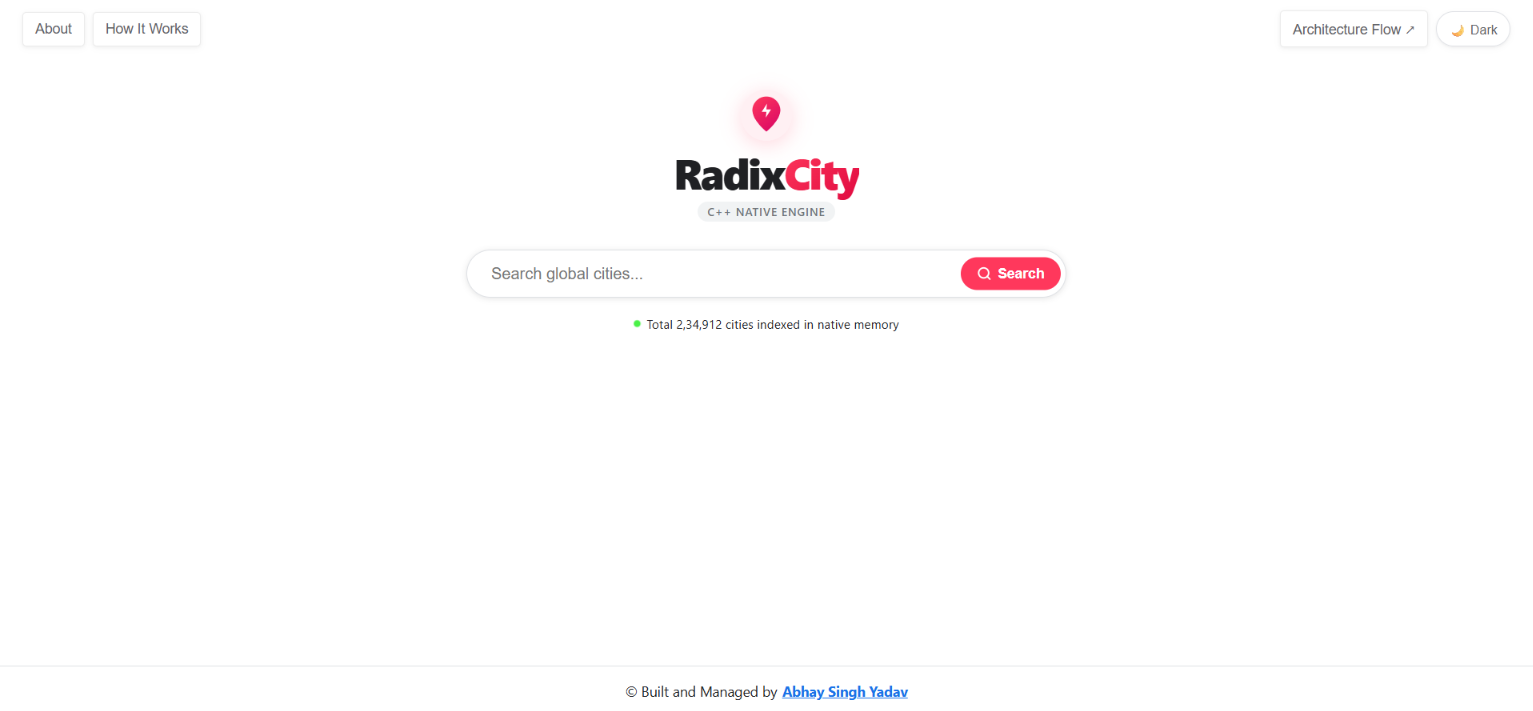 About How It Works Architecture Flow ↗ 🌙 Dark
RadixCity
C++ NATIVE ENGINE
Search global cities... Search
Total 2,34,912 cities indexed in native memory
© Built and Managed by Abhay Singh Yadav